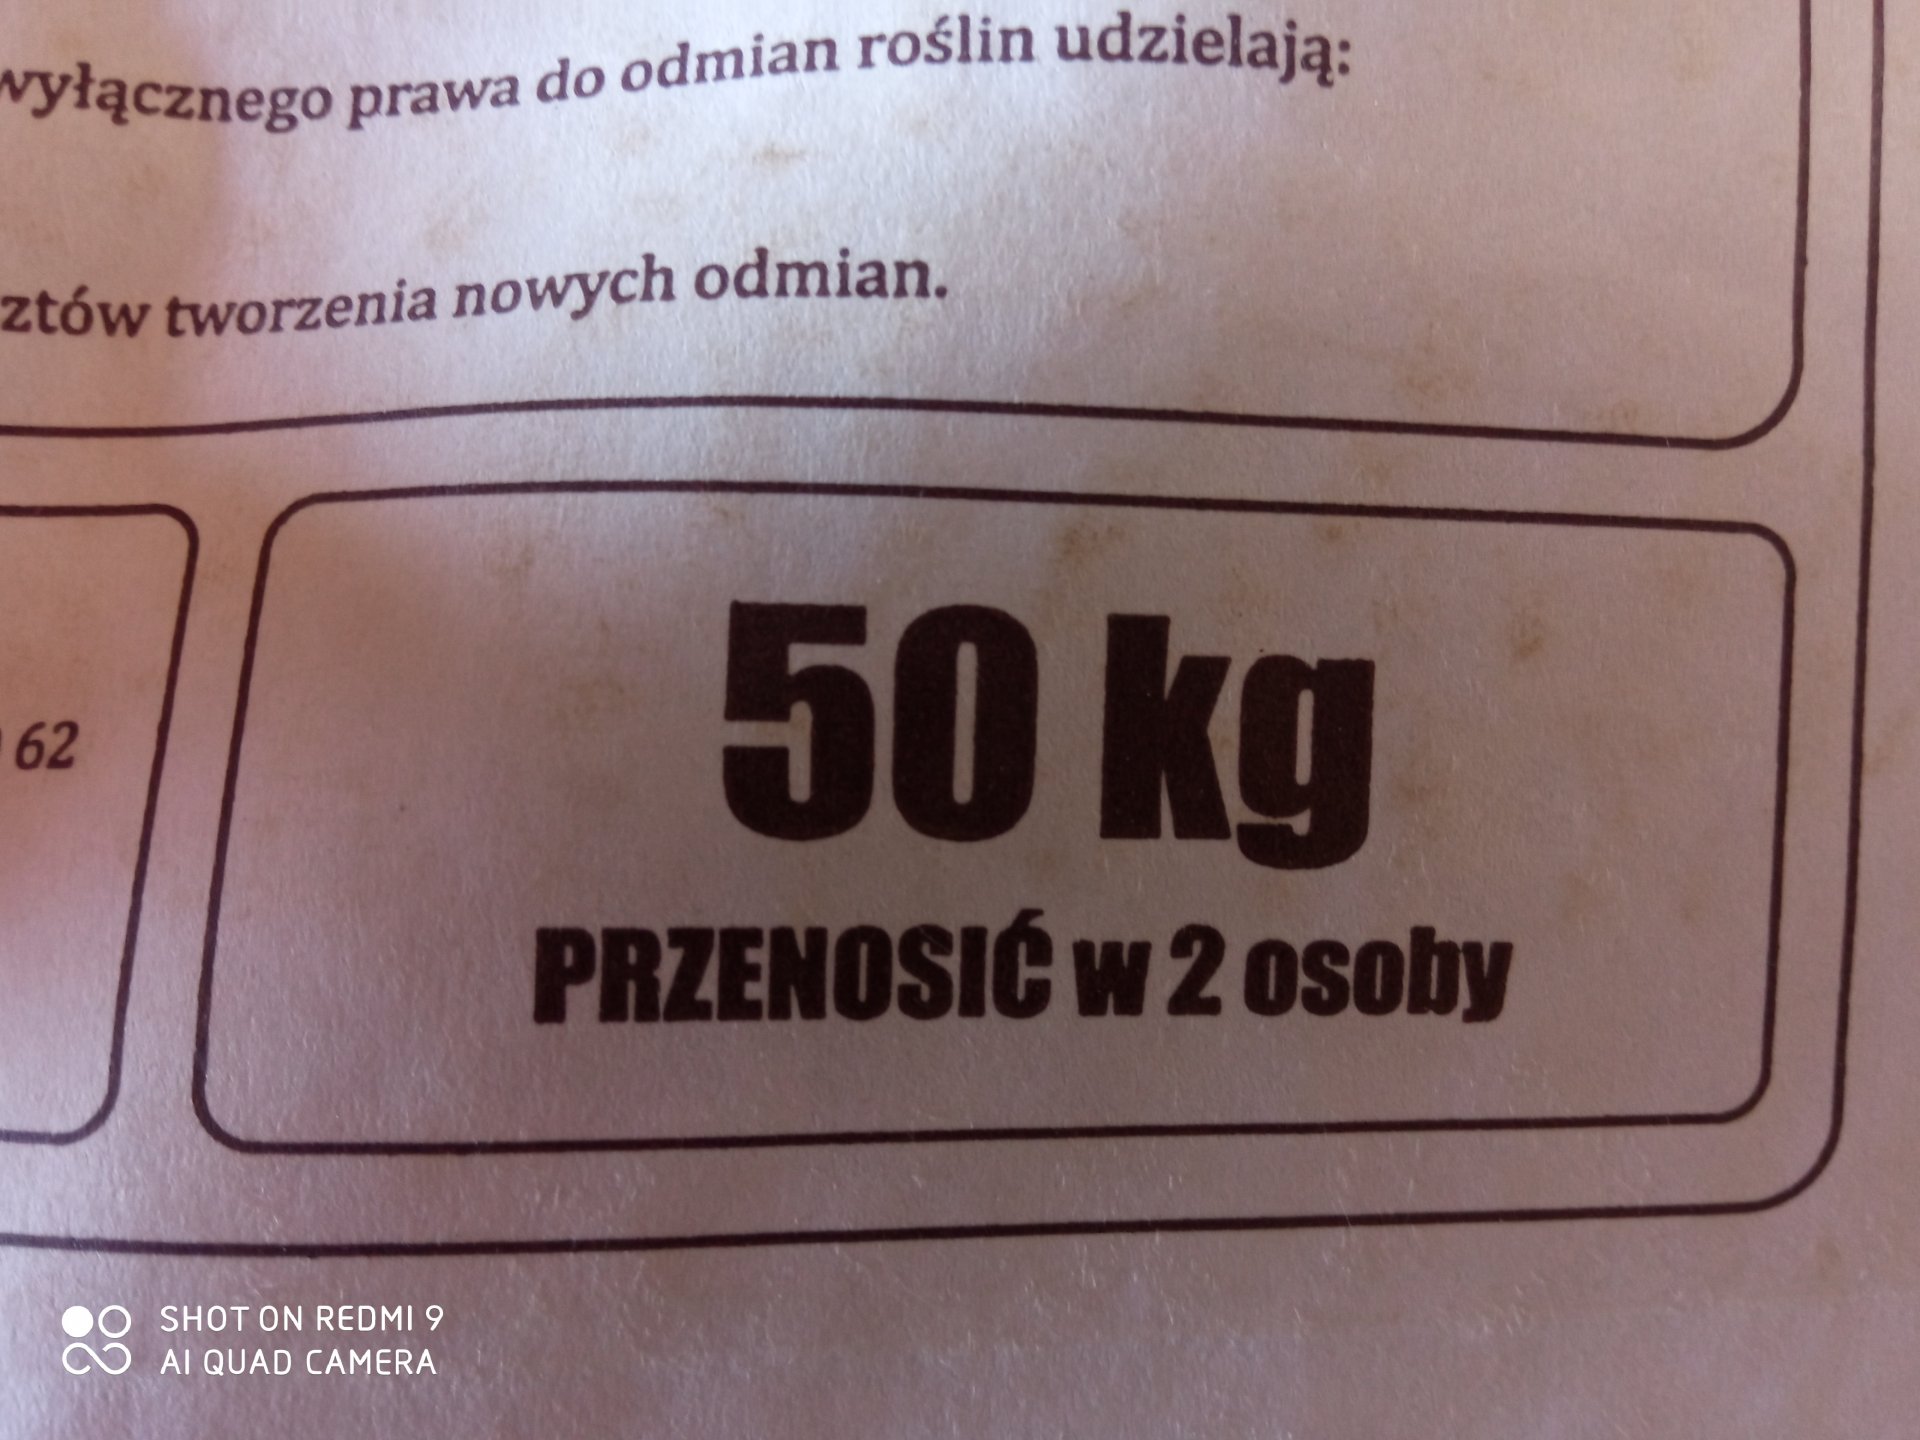 wyłącznego prawa do odmian roślin udzielają:
sztów tworzenia nowych odmian.
62
50 kg
PRZENOSIĆ w 2 osoby
SHOT ON REDMI 9
AI QUAD CAMERA